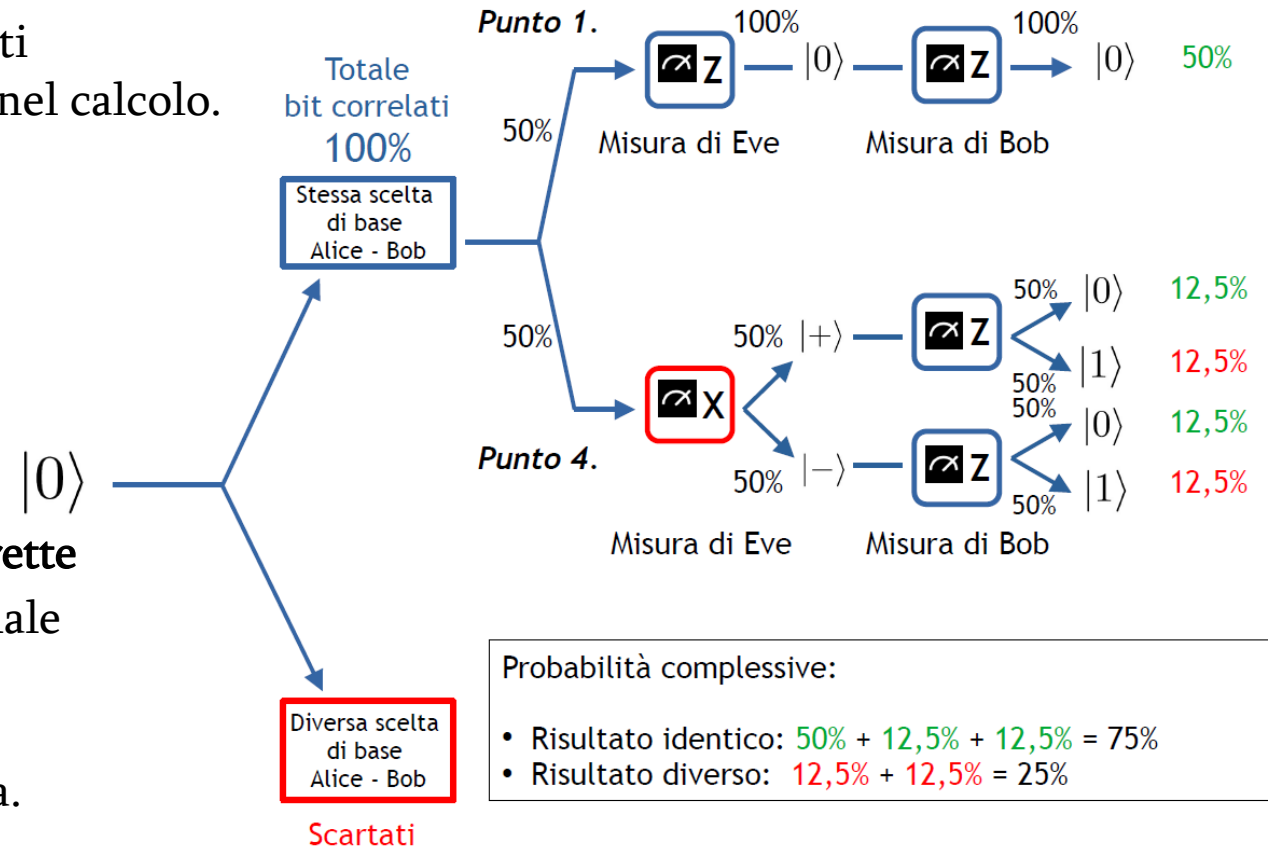 ti
nel calcolo.
Totale
bit correlati
100%
Stessa scelta
di base
Alice - Bob
50%
50%
Punto 1.
Z
100%
|0⟩
Z
100%
|0⟩
50%
Misura di Eve
Misura di Bob
X
50%
|+⟩
Z
50%
|0⟩
12,5%
50%
|1⟩
12,5%
Punto 4.
50%
|−⟩
Z
50%
|0⟩
12,5%
50%
|1⟩
12,5%
Misura di Eve
Misura di Bob
|0⟩
rette
ale
a.
Diversa scelta
di base
Alice - Bob
Scartati
Probabilità complessive:
• Risultato identico: 50% + 12,5% + 12,5% = 75%
• Risultato diverso: 12,5% + 12,5% = 25%